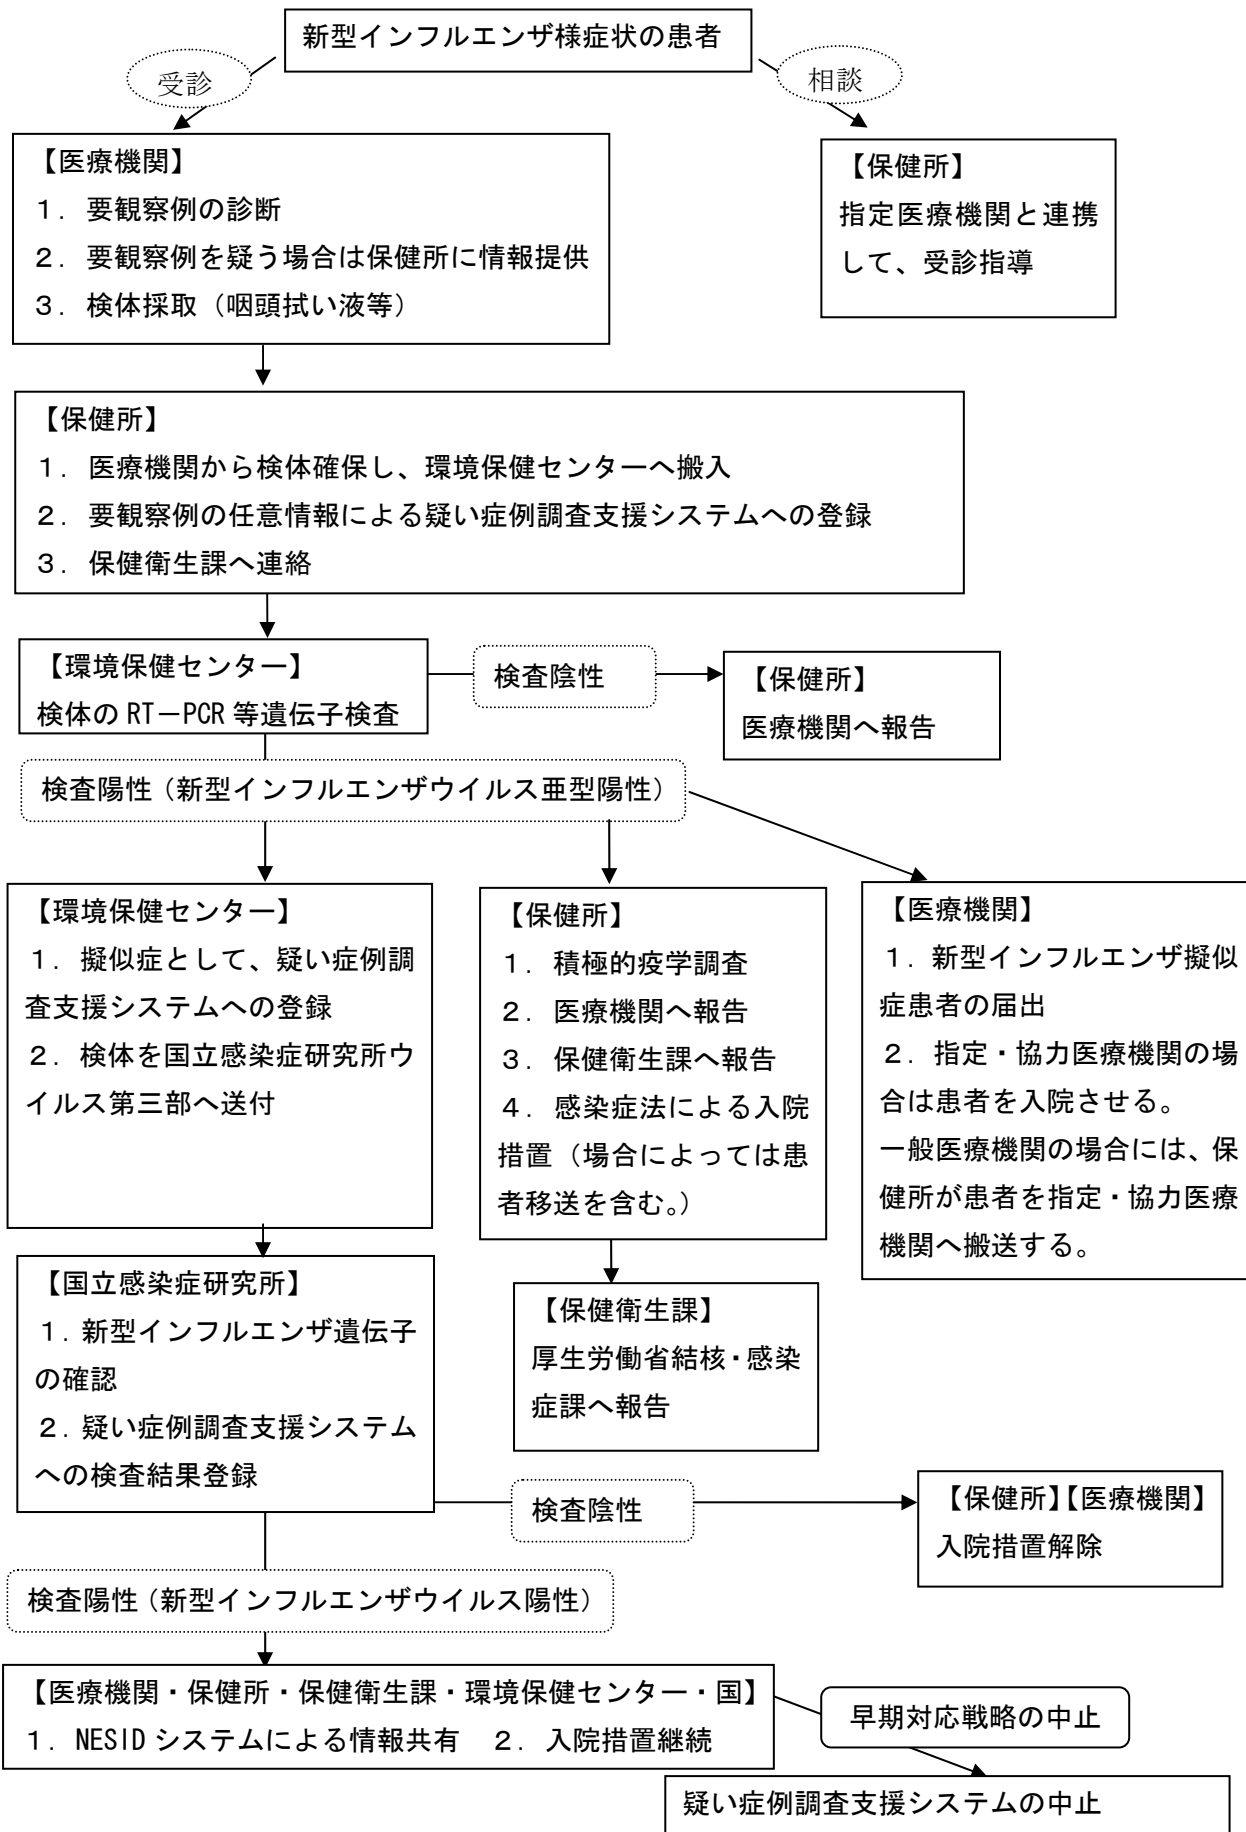 新型インフルエンザ様症状の患者
受診
相談
【医療機関】
１．要観察例の診断
２．要観察例を疑う場合は保健所に情報提供
３．検体採取（咽頭拭い液等）
【保健所】
指定医療機関と連携
して、受診指導
【保健所】
１．医療機関から検体確保し、環境保健センターへ搬入
２．要観察例の任意情報による疑い症例調査支援システムへの登録
３．保健衛生課へ連絡
【環境保健センター】
検体の RT－PCR 等遺伝子検査
検査陰性
【保健所】
医療機関へ報告
検査陽性（新型インフルエンザウイルス亜型陽性）
【環境保健センター】
１．擬似症として、疑い症例調
査支援システムへの登録
２．検体を国立感染症研究所ウ
イルス第三部へ送付
【保健所】
１．積極的疫学調査
２．医療機関へ報告
３．保健衛生課へ報告
４．感染症法による入院
措置（場合によっては患
者移送を含む。）
【医療機関】
１．新型インフルエンザ擬似
症患者の届出
２．指定・協力医療機関の場
合は患者を入院させる。
一般医療機関の場合には、保
健所が患者を指定・協力医療
機関へ搬送する。
【国立感染症研究所】
１．新型インフルエンザ遺伝子
の確認
２．疑い症例調査支援システム
への検査結果登録
【保健衛生課】
厚生労働省結核・感染
症課へ報告
検査陰性
【保健所】【医療機関】
入院措置解除
検査陽性（新型インフルエンザウイルス陽性）
【医療機関・保健所・保健衛生課・環境保健センター・国】
１．NESID システムによる情報共有　２．入院措置継続
早期対応戦略の中止
疑い症例調査支援システムの中止